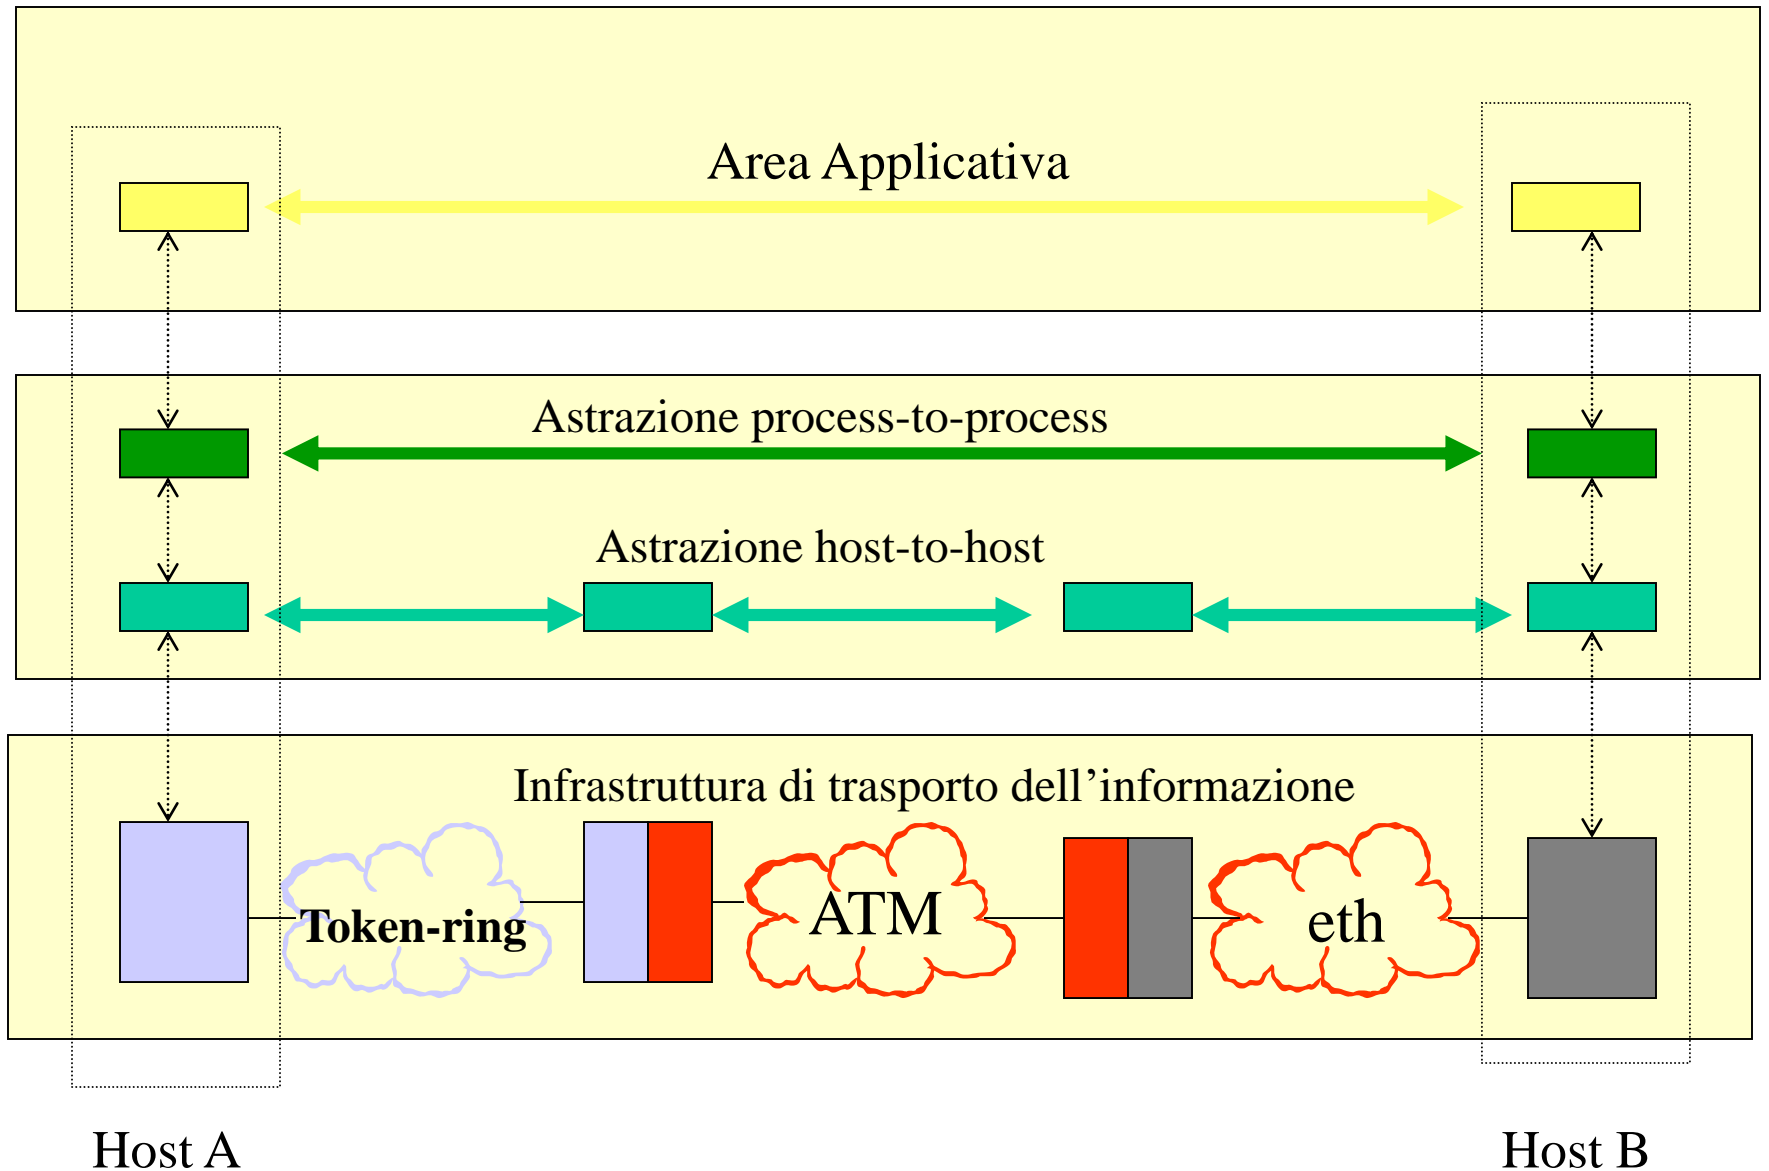 Area Applicativa
Astrazione process-to-process
Astrazione host-to-host
Infrastruttura di trasporto dell’informazione
Token-ring
ATM
eth
Host A
Host B